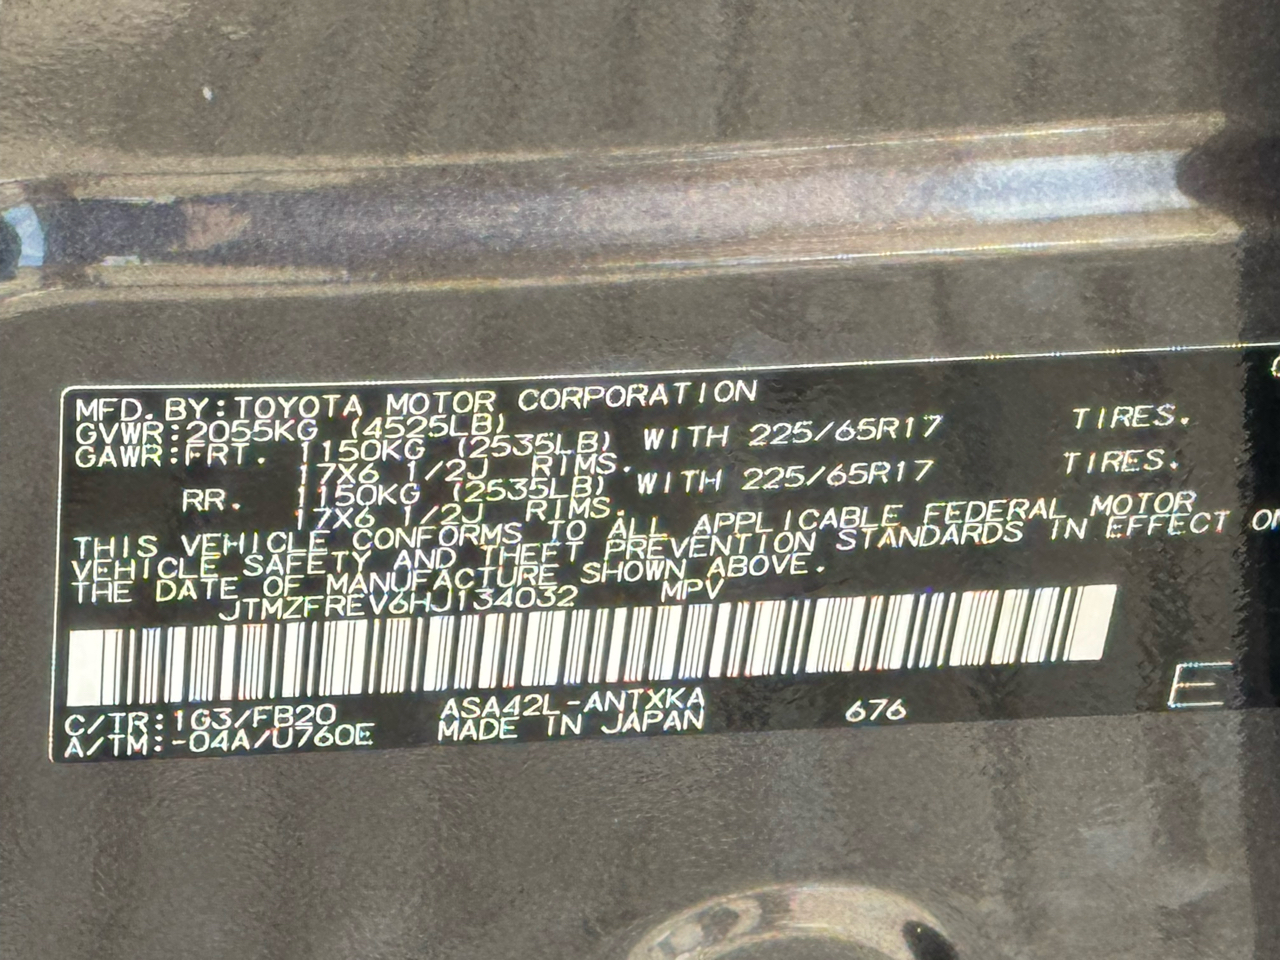 MFD. BY: TOYOTA MOTOR CORPORATION
GVWR: 2055KG (4525LB)
GAWR: FRT. 1150KG (2535LB) WITH 225/65R17 TIRES.
17X6 1/2J RIMS.
RR. 1150KG (2535LB) WITH 225/65R17 TIRES.
17X6 1/2J RIMS.
THIS VEHICLE CONFORMS TO ALL APPLICABLE FEDERAL MOTOR
VEHICLE SAFETY AND THEFT PREVENTION STANDARDS IN EFFECT
THE DATE OF MANUFACTURE SHOWN ABOVE.
JTMZFREV6HJ134032 MPV
C/TR: 1G3/FB20 ASA42L-ANTXKA 676
A/TM: -04A/U760E MADE IN JAPAN
E